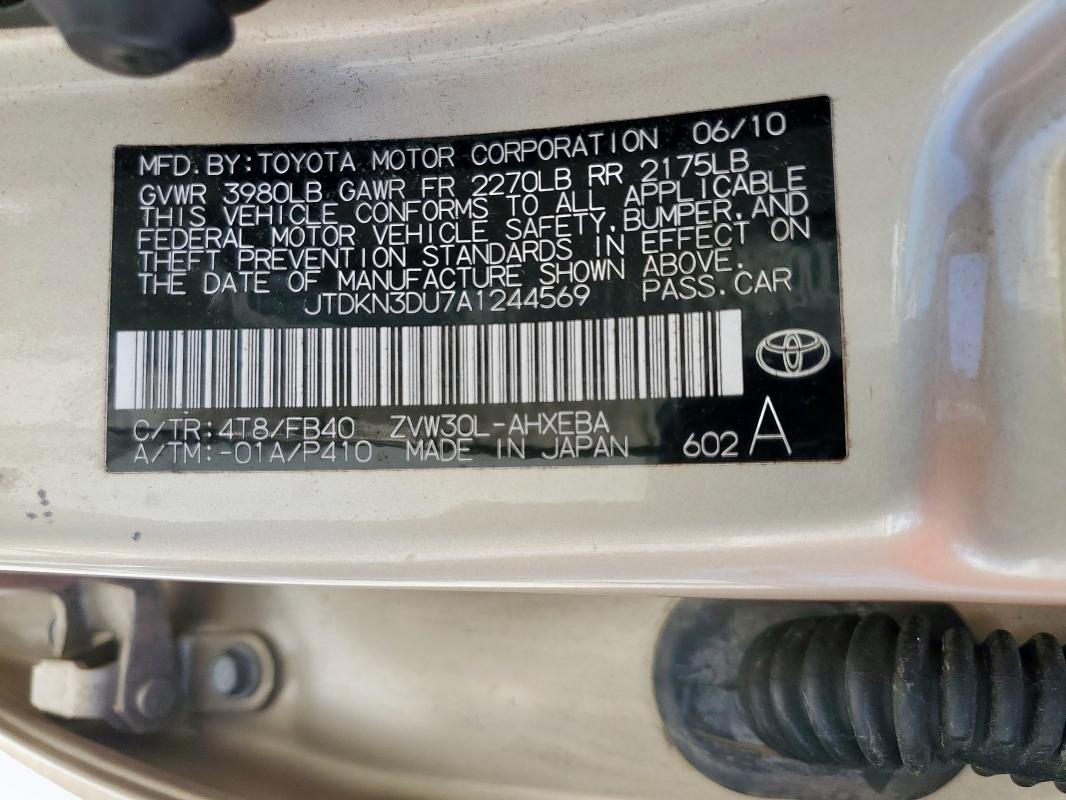 MFD. BY: TOYOTA MOTOR CORPORATION 06/10
GVWR 3980LB GAWR FR 2270LB RR 2175LB
THIS VEHICLE CONFORMS TO ALL APPLICABLE
FEDERAL MOTOR VEHICLE SAFETY, BUMPER, AND
THEFT PREVENTION STANDARDS IN EFFECT ON
THE DATE OF MANUFACTURE SHOWN ABOVE.
JTDKN3DU7A1244569 PASS. CAR
C/TR: 4T8/FB40 ZVW30L-AHXEBA
A/TM: -01A/P410 MADE IN JAPAN 602 A